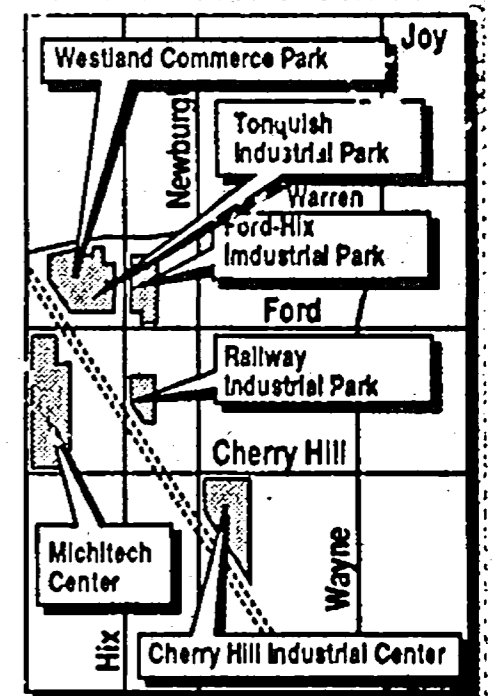 Joy
Westland Commerce Park
Newburg
Tonquish
Industrial Park
Warren
Ford-Hix
Imdustrial Park
Ford
Railway
Industrial Park
Cherry Hill
Michitech
Center
Wayne
Hix
Cherry Hill Industrial Center